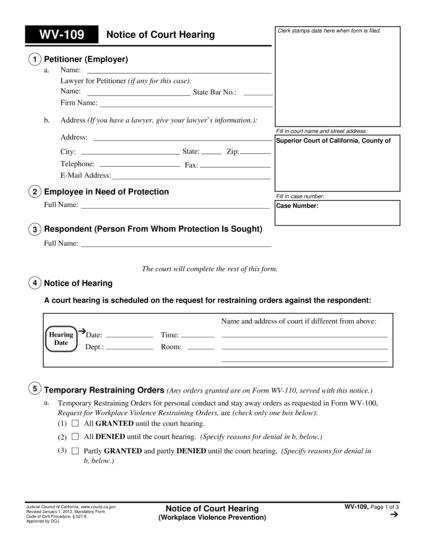 WV-109 Notice of Court Hearing
Clerk stamps date here when form is filed.
1 Petitioner (Employer)
a. Name:
Lawyer for Petitioner (if any for this case):
Name: State Bar No.:
Firm Name:
b. Address (If you have a lawyer, give your lawyer's information.):
Address:
City: State: Zip:
Telephone: Fax:
E-Mail Address:
Fill in court name and street address:
Superior Court of California, County of
2 Employee in Need of Protection
Full Name:
Fill in case number:
Case Number:
3 Respondent (Person From Whom Protection Is Sought)
Full Name:
The court will complete the rest of this form.
4 Notice of Hearing
A court hearing is scheduled on the request for restraining orders against the respondent:
Name and address of court if different from above:
Hearing Date
Date: Time:
Dept.: Room:
5 Temporary Restraining Orders (Any orders granted are on Form WV-110, served with this notice.)
a. Temporary Restraining Orders for personal conduct and stay away orders as requested in Form WV-100,
Request for Workplace Violence Restraining Orders, are (check only one box below):
(1) All GRANTED until the court hearing.
(2) All DENIED until the court hearing. (Specify reasons for denial in b, below.)
(3) Partly GRANTED and partly DENIED until the court hearing. (Specify reasons for denial in
b, below.)
Judicial Council of California, www.courts.ca.gov
Revised January 1, 2012, Mandatory Form
Code of Civil Procedure, § 527.8
Approved by DOJ
Notice of Court Hearing
(Workplace Violence Prevention)
WV-109, Page 1 of 3